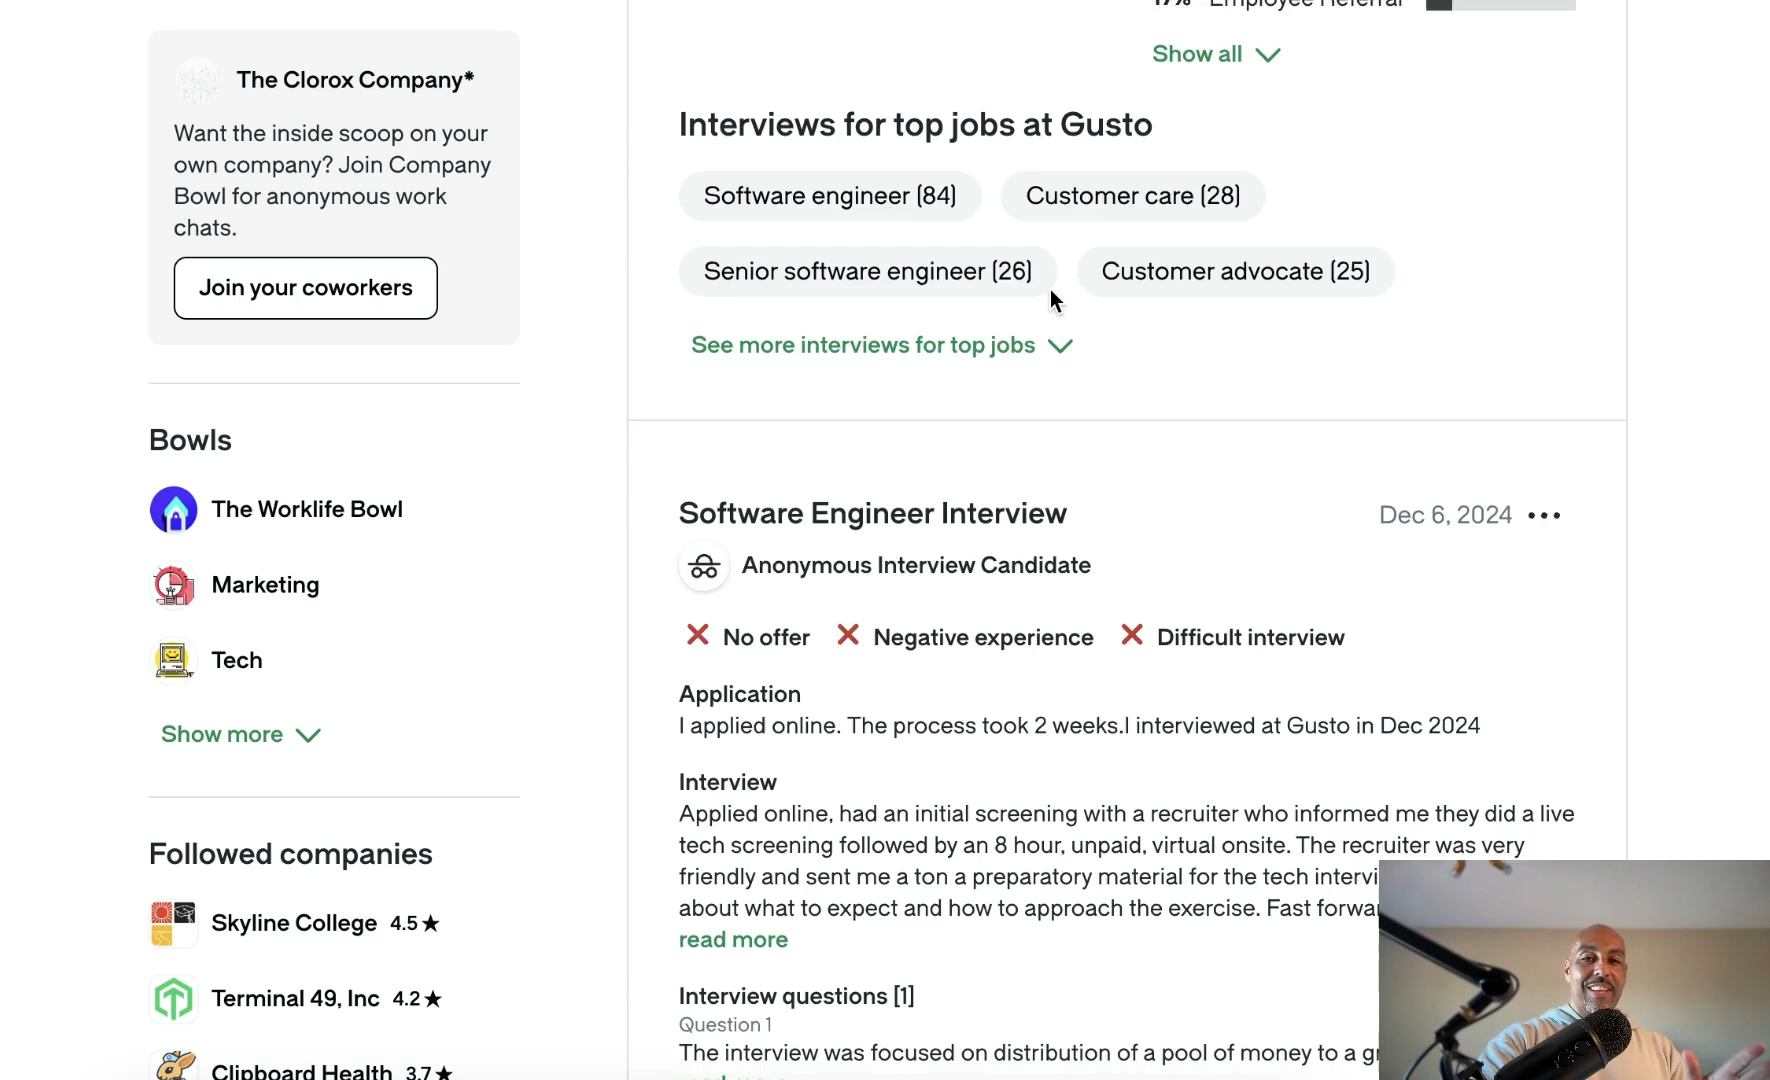 The Clorox Company*
Want the inside scoop on your
own company? Join Company
Bowl for anonymous work
chats.
Join your coworkers
Bowls
The Worklife Bowl
Marketing
Tech
Show more
Followed companies
Skyline College 4.5★
Terminal 49, Inc 4.2★
Clipboard Health 3.7★
17% Employee Referral
Show all
Interviews for top jobs at Gusto
Software engineer (84)
Customer care (28)
Senior software engineer (26)
Customer advocate (25)
See more interviews for top jobs
Software Engineer Interview
Dec 6, 2024
Anonymous Interview Candidate
No offer
Negative experience
Difficult interview
Application
I applied online. The process took 2 weeks.I interviewed at Gusto in Dec 2024
Interview
Applied online, had an initial screening with a recruiter who informed me they did a live
tech screening followed by an 8 hour, unpaid, virtual onsite. The recruiter was very
friendly and sent me a ton a preparatory material for the tech intervi
about what to expect and how to approach the exercise. Fast forwar
read more
Interview questions [1]
Question 1
The interview was focused on distribution of a pool of money to a gr